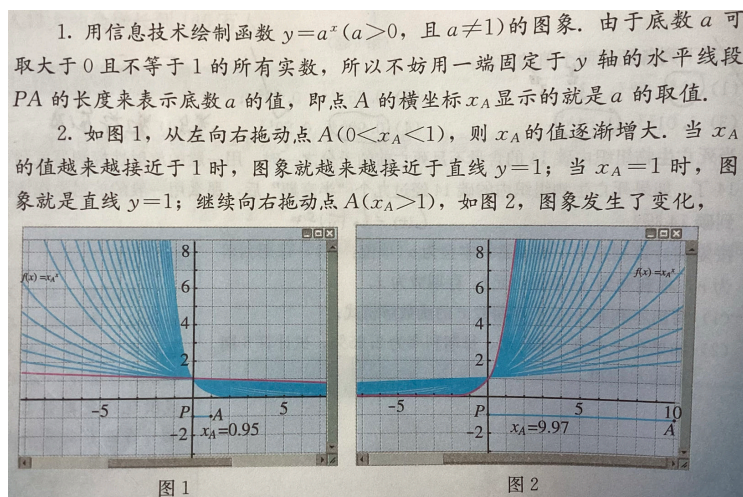 1. 用信息技术绘制函数 y=aˣ(a>0, 且 a≠1)的图象. 由于底数 a 可
取大于 0 且不等于 1 的所有实数, 所以不妨用一端固定于 y 轴的水平线段
PA 的长度来表示底数 a 的值, 即点 A 的横坐标 x_A 显示的就是 a 的取值.
2. 如图 1, 从左向右拖动点 A(0<x_A<1), 则 x_A 的值逐渐增大. 当 x_A
的值越来越接近于 1 时, 图象就越来越接近于直线 y=1; 当 x_A=1 时, 图
象就是直线 y=1; 继续向右拖动点 A(x_A>1), 如图 2, 图象发生了变化,
8
f(x)=x_Aˣ
6
4
2
-5
P
A
5
-2
x_A=0.95
图 1
8
f(x)=x_Aˣ
6
4
2
-5
P
5
10
-2
x_A=9.97
A
图 2